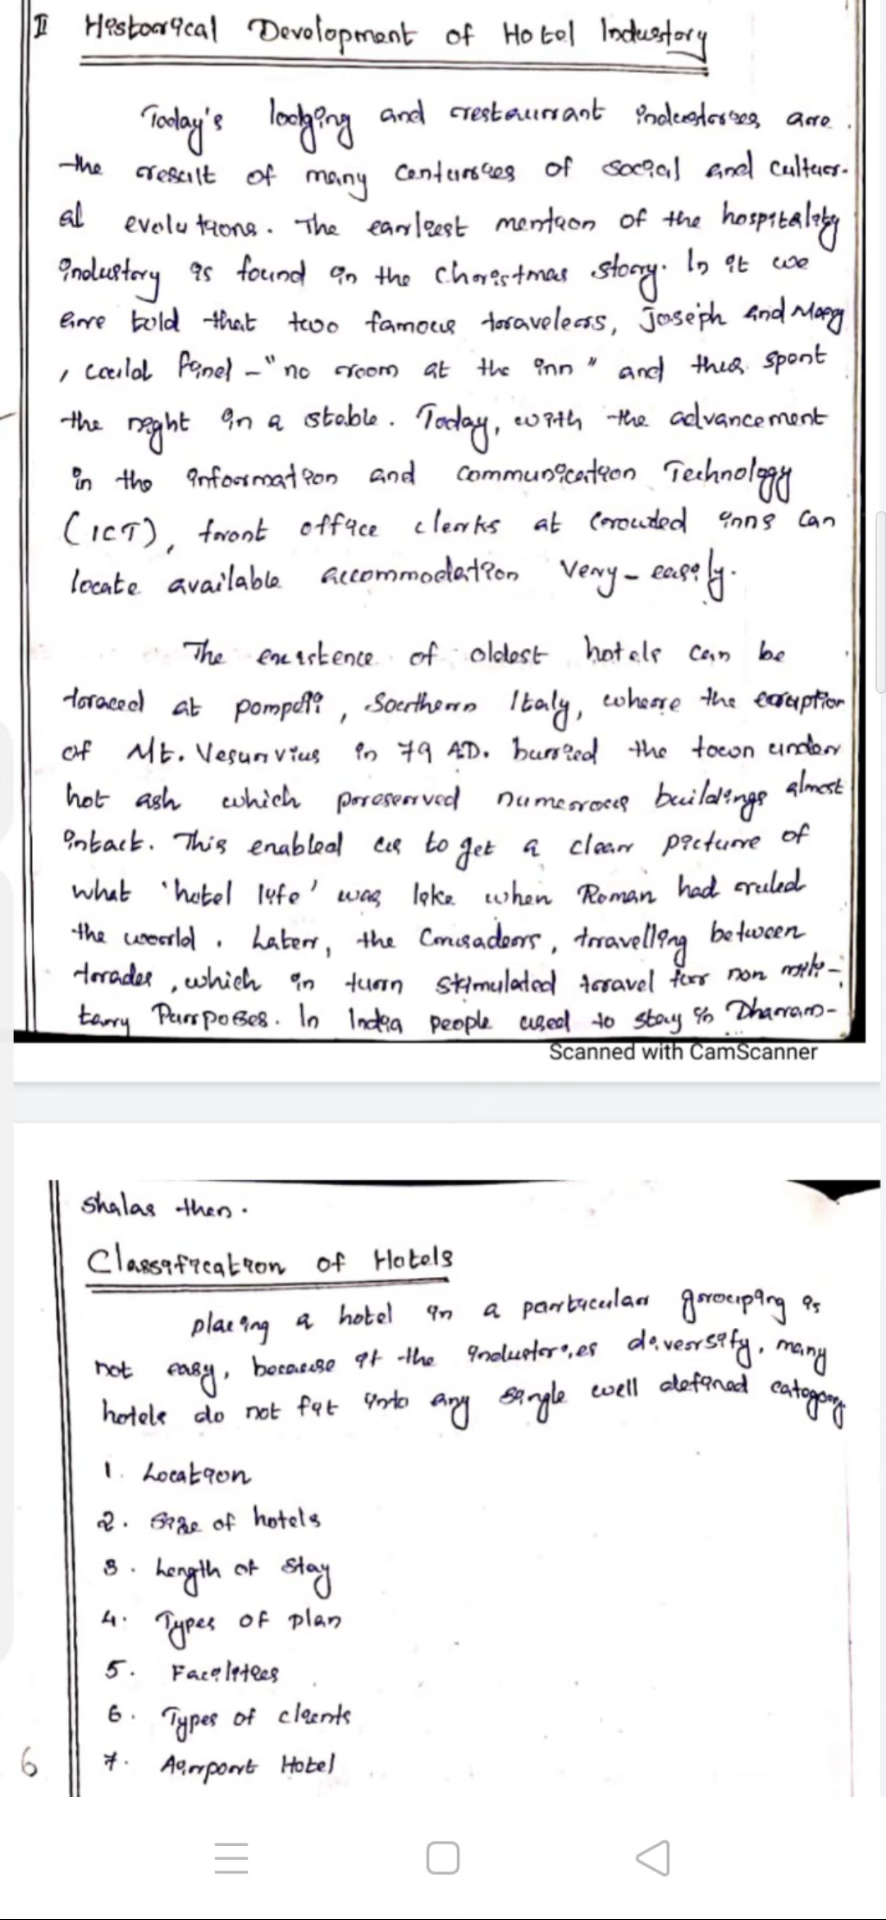 II Historical Development of Hotel Industry
Today's lodging and restaurant industries are
the result of many centuries of social and cultur-
al evolutions. The earliest mention of the hospitality
industry is found in the Christmas story. In it we
are told that two famous travelers, Joseph and Mary
, could find - "no room at the inn" and thus spent
the night in a stable. Today, with the advancement
in the information and communication Technology
(ICT), front office clerks at crowded inns can
locate available accommodation very-easily.
The existence of oldest hotels can be
traced at pompeii, Southern Italy, where the eruption
of Mt. Vesunvius in 79 AD. burried the town under
hot ash which preserved numerous buildings almost
intact. This enabled us to get a clear picture of
what 'hotel life' was like when Roman had ruled
the world. Later, the Crusaders, travelling between
trades, which in turn stimulated travel for non mili-
tary Purposes. In India people used to stay in Dharam-
Scanned with CamScanner
shalas then.
Classification of Hotels
placing a hotel in a particular grouping is
not easy, because of the industries diversity, many
hotels do not fit into any single well defined category
1. Location
2. Size of hotels
3. Length of stay
4. Types of plan
5. Facilities
6. Types of clients
6 7. Airport Hotel